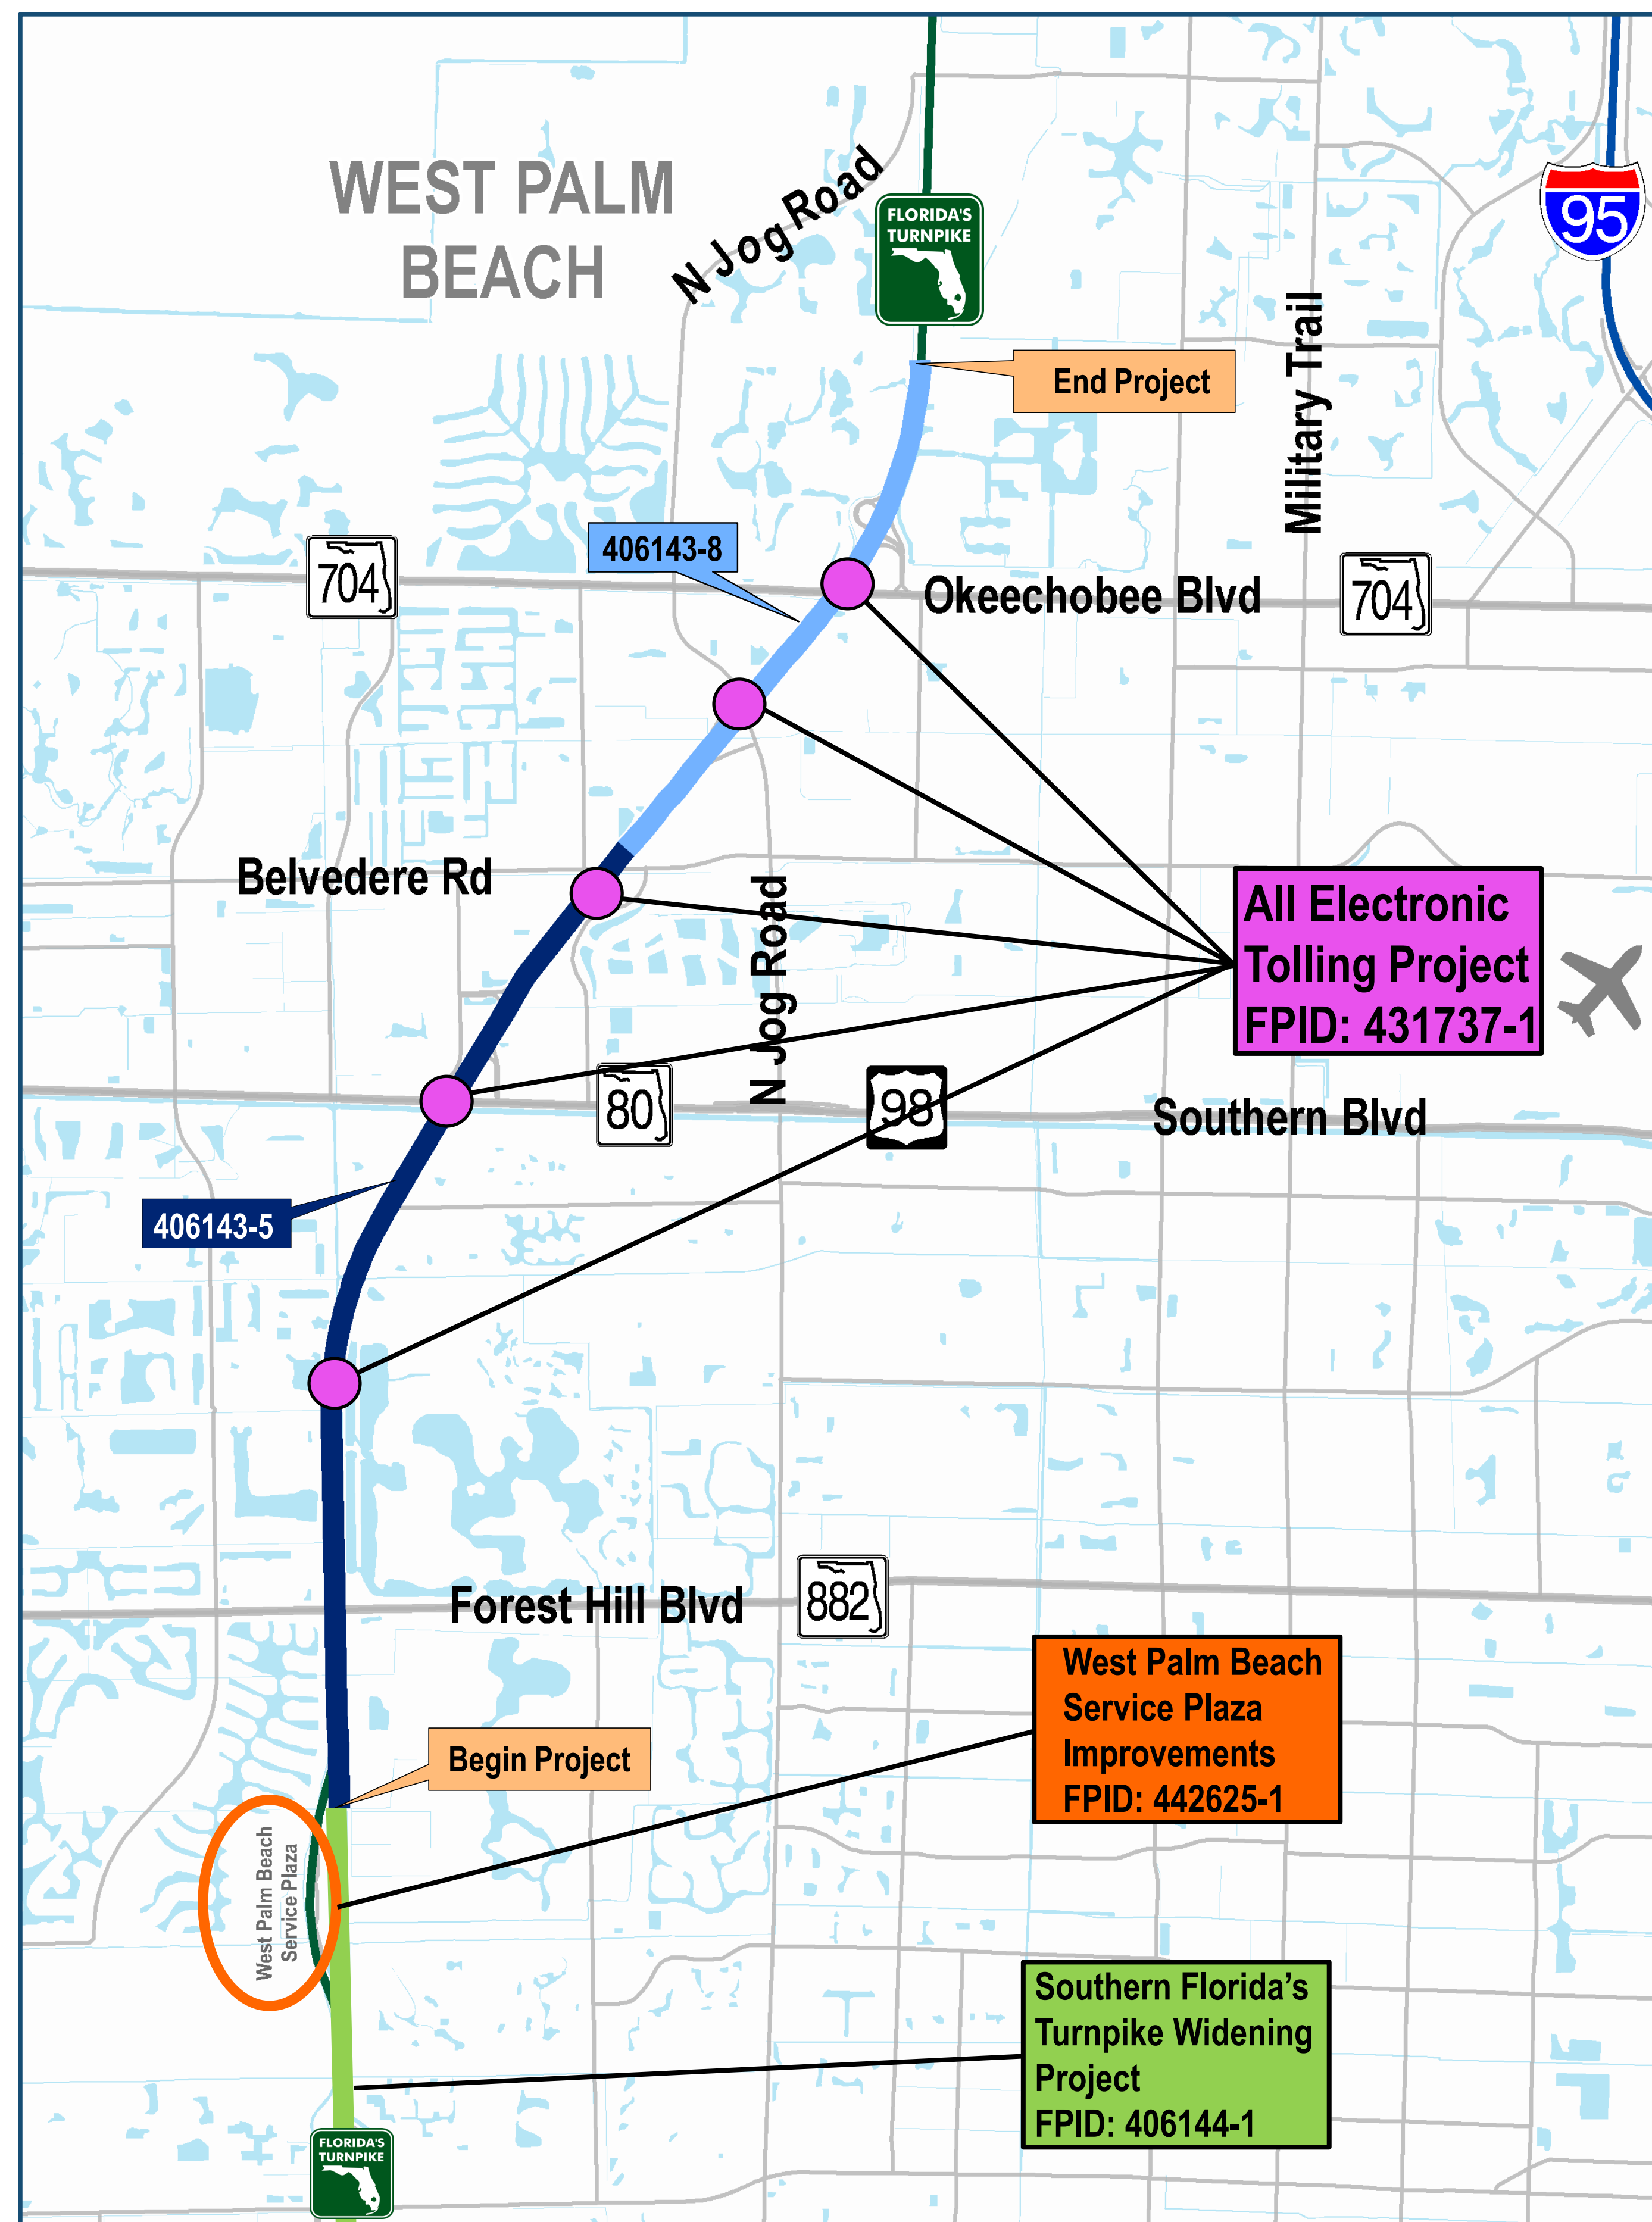 WEST PALM
BEACH
N Jog Road
FLORIDA'S
TURNPIKE
95
End Project
Military Trail
406143-8
704
Okeechobee Blvd
704
Belvedere Rd
N Jog Road
All Electronic
Tolling Project
FPID: 431737-1
80
98
Southern Blvd
406143-5
Forest Hill Blvd
882
West Palm Beach
Service Plaza
Improvements
FPID: 442625-1
Begin Project
West Palm Beach
Service Plaza
Southern Florida’s
Turnpike Widening
Project
FPID: 406144-1
FLORIDA'S
TURNPIKE